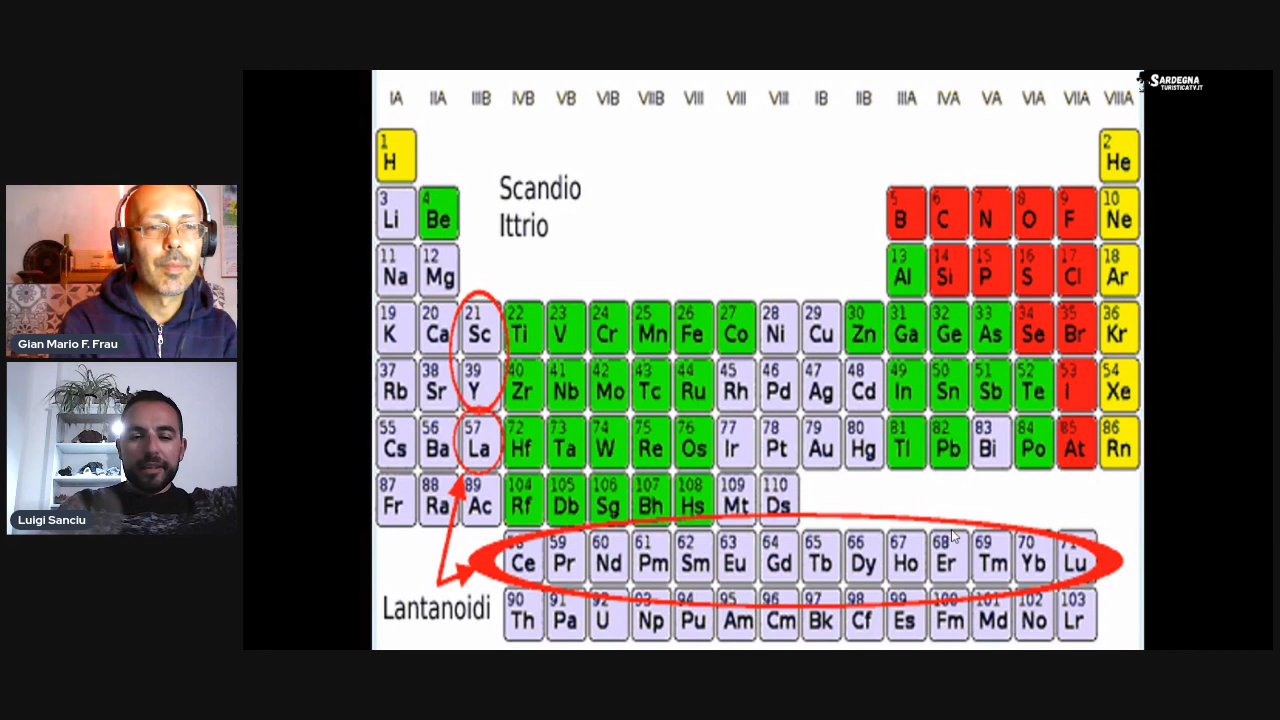 SARDEGNA
TURISTICATV.IT
IA IIA IIIB IVB VB VIB VIIB VIII VIII VIII IB IIB IIIA IVA VA VIA VIIA VIIIA
1 2
H He
Scandio
Ittrio
3 4 5 6 7 8 9 10
Li Be B C N O F Ne
11 12 13 14 15 16 17 18
Na Mg Al Si P S Cl Ar
19 20 21 22 23 24 25 26 27 28 29 30 31 32 33 34 35 36
K Ca Sc Ti V Cr Mn Fe Co Ni Cu Zn Ga Ge As Se Br Kr
37 38 39 40 41 42 43 44 45 46 47 48 49 50 51 52 53 54
Rb Sr Y Zr Nb Mo Tc Ru Rh Pd Ag Cd In Sn Sb Te I Xe
55 56 57 72 73 74 75 76 77 78 79 80 81 82 83 84 85 86
Cs Ba La Hf Ta W Re Os Ir Pt Au Hg Tl Pb Bi Po At Rn
87 88 89 104 105 106 107 108 109 110
Fr Ra Ac Rf Db Sg Bh Hs Mt Ds
58 59 60 61 62 63 64 65 66 67 68 69 70 71
Ce Pr Nd Pm Sm Eu Gd Tb Dy Ho Er Tm Yb Lu
Lantanoidi
90 91 92 93 94 95 96 97 98 99 100 101 102 103
Th Pa U Np Pu Am Cm Bk Cf Es Fm Md No Lr
Gian Mario F. Frau
Luigi Sanciu